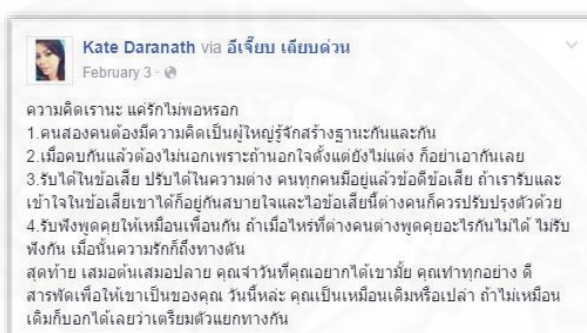 Kate Daranath via อีเจี๊ยบ เลียบด่วน
February 3
ความคิดเรานะ แค่รักไม่พอหรอก
1.คนสองคนต้องมีความคิดเป็นผู้ใหญ่รู้จักสร้างฐานะกันและกัน
2.เมื่อคบกันแล้วต้องไม่นอกเพราะถ้านอกใจตั้งแต่ยังไม่แต่ง ก็อย่าเอากันเลย
3.รับได้ในข้อเสีย ปรับได้ในความต่าง คนทุกคนมีอยู่แล้วข้อดีข้อเสีย ถ้าเรารับและ
เข้าใจในข้อเสียเขาได้ก็อยู่กันสบายใจและไอข้อเสียนี้ต่างคนก็ควรปรับปรุงตัวด้วย
4.รับฟังพูดคุยให้เหมือนเพื่อนกัน ถ้าเมื่อไหร่ที่ต่างคนต่างพูดคุยอะไรกันไม่ได้ ไม่รับ
ฟังกัน เมื่อนั้นความรักก็ถึงทางตัน
สุดท้าย เสมอต้นเสมอปลาย คุณจำวันที่คุณอยากได้เขามั้ย คุณทำทุกอย่าง ดี
สารพัดเพื่อให้เขาเป็นของคุณ วันนี้หล่ะ คุณเป็นเหมือนเดิมหรือเปล่า ถ้าไม่เหมือน
เดิมก็บอกได้เลยว่าเตรียมตัวแยกทางกัน